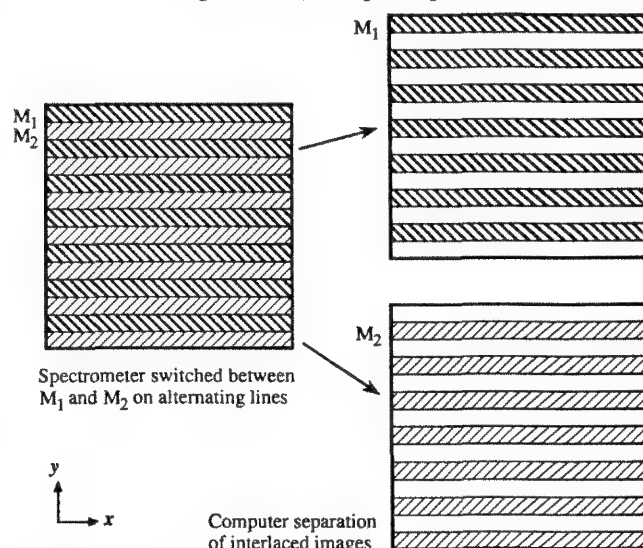 M1
M1
M2
M2
Spectrometer switched between
M1 and M2 on alternating lines
y
x
Computer separation
of interlaced images